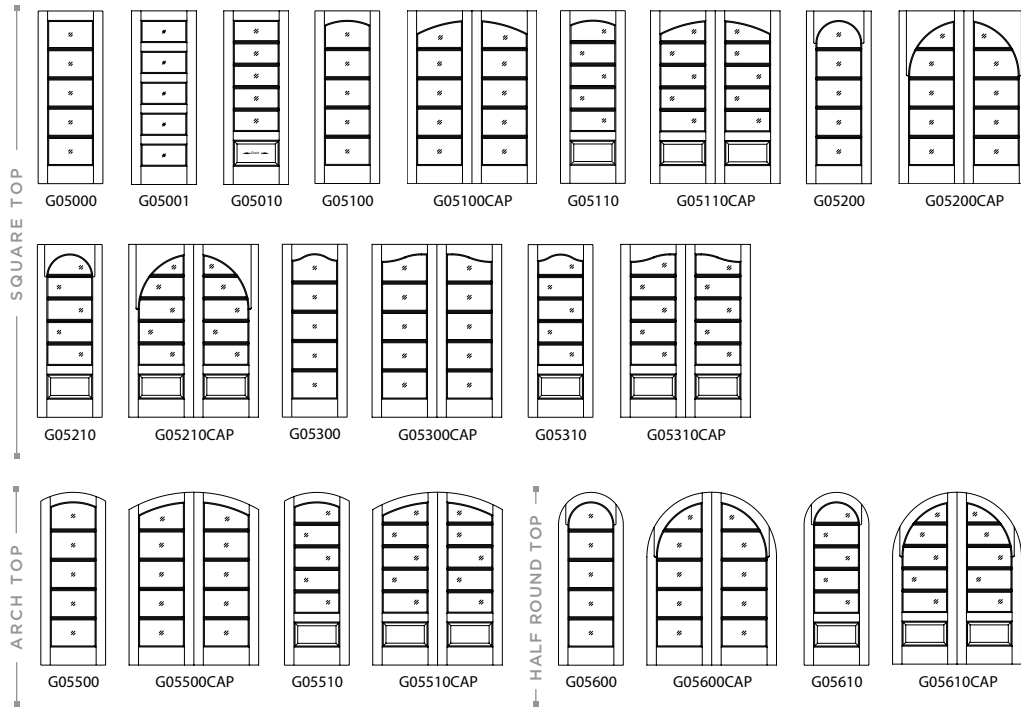 SQUARE TOP
G05000 G05001 G05010 G05100 G05100CAP G05110 G05110CAP G05200 G05200CAP
G05210 G05210CAP G05300 G05300CAP G05310 G05310CAP
ARCH TOP
G05500 G05500CAP G05510 G05510CAP
HALF ROUND TOP
G05600 G05600CAP G05610 G05610CAP